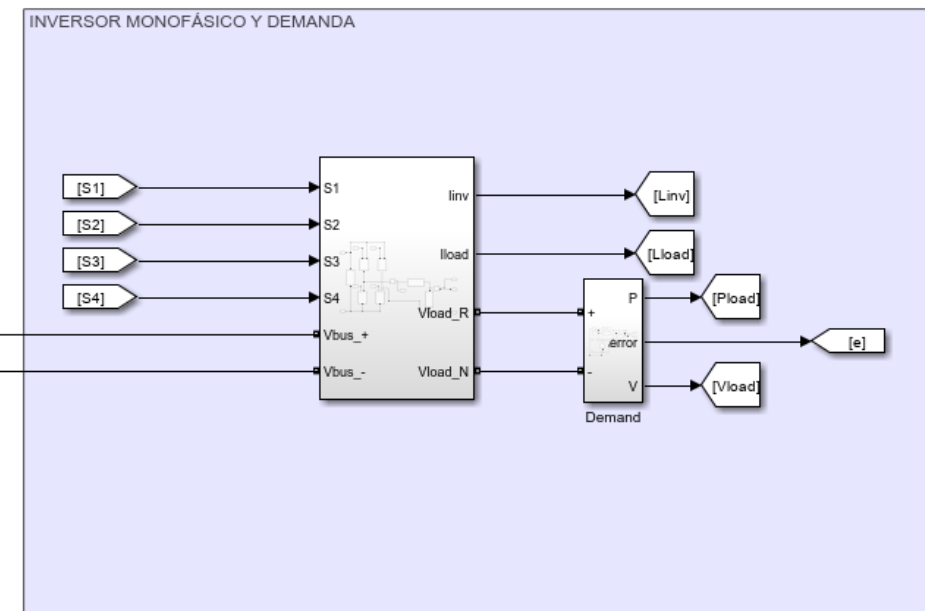 INVERSOR MONOFÁSICO Y DEMANDA
[S1]
[S2]
[S3]
[S4]
S1
S2
S3
S4
Vbus_+
Vbus_-
Iinv
Iload
Vload_R
Vload_N
[Linv]
[Lload]
+
-
P
error
V
Demand
[Pload]
[e]
[Vload]